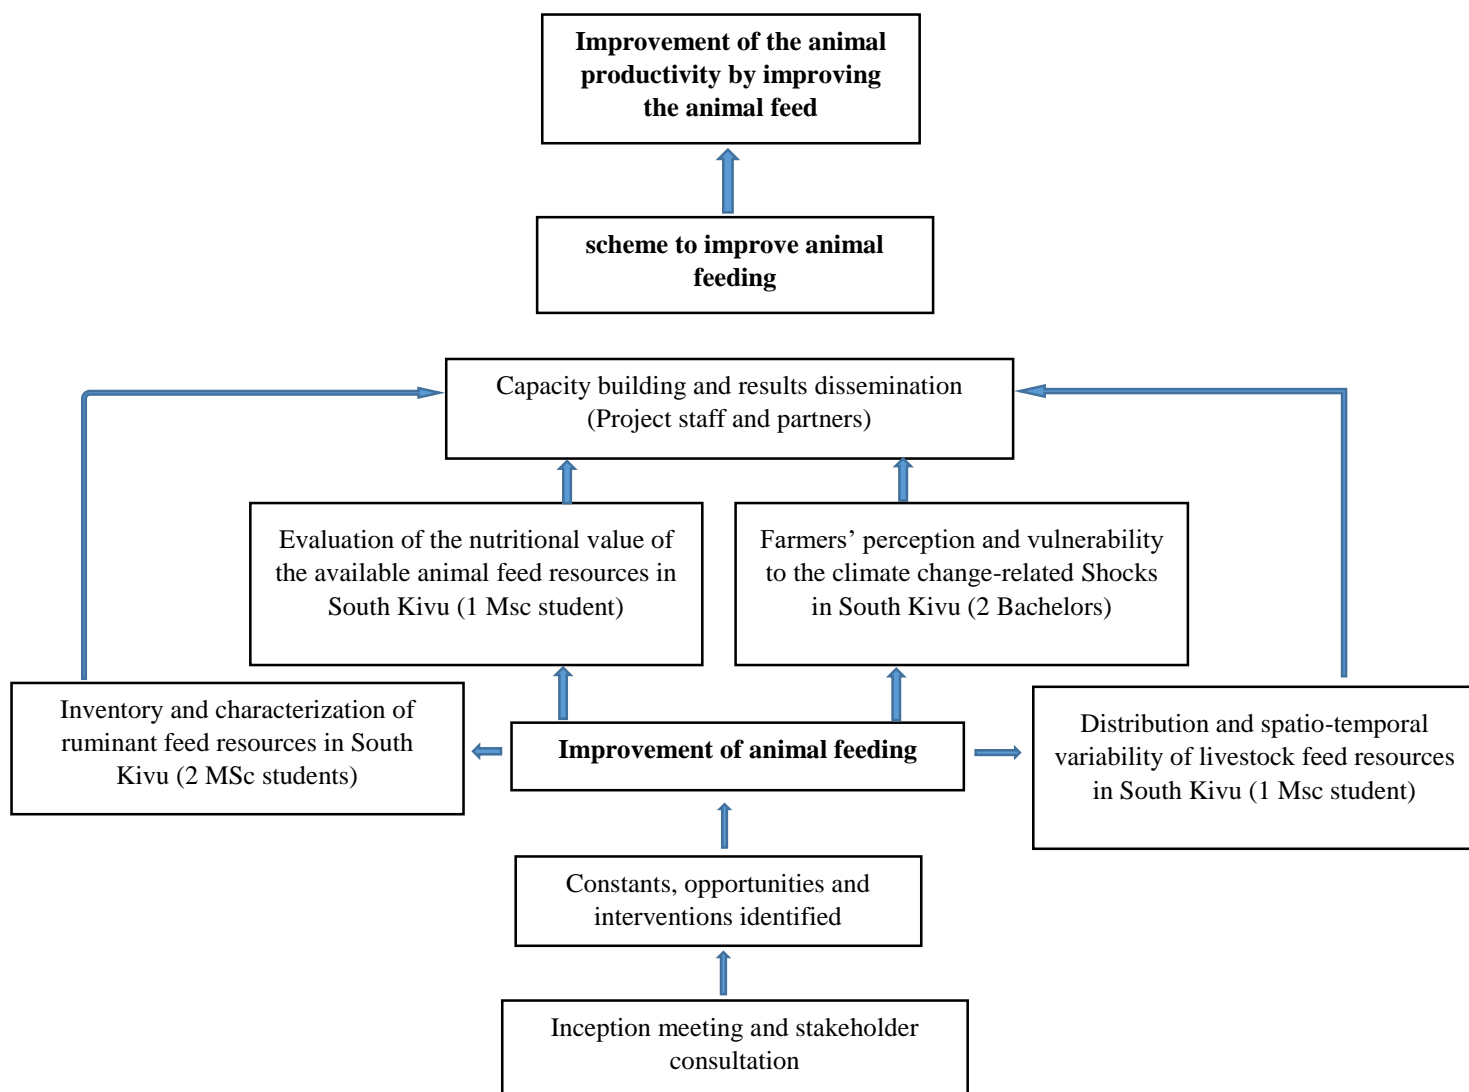 Improvement of the animal
productivity by improving
the animal feed
scheme to improve animal
feeding
Capacity building and results dissemination
(Project staff and partners)
Evaluation of the nutritional value of
the available animal feed resources in
South Kivu (1 Msc student)
Farmers’ perception and vulnerability
to the climate change-related Shocks
in South Kivu (2 Bachelors)
Inventory and characterization of
ruminant feed resources in South
Kivu (2 MSc students)
Improvement of animal feeding
Distribution and spatio-temporal
variability of livestock feed resources
in South Kivu (1 Msc student)
Constants, opportunities and
interventions identified
Inception meeting and stakeholder
consultation